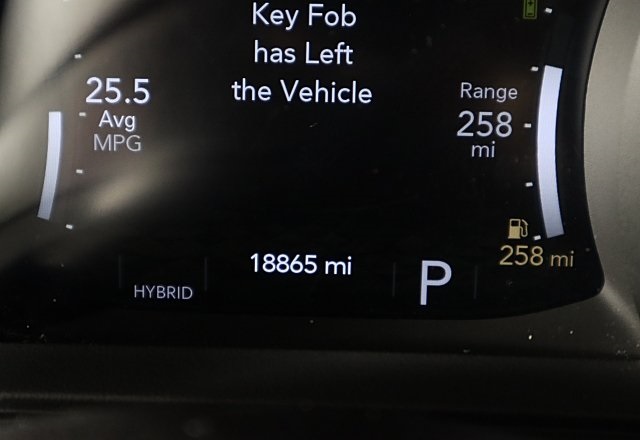 Key Fob
has Left
the Vehicle
25.5
Avg
MPG
Range
258
mi
258 mi
18865 mi
P
HYBRID